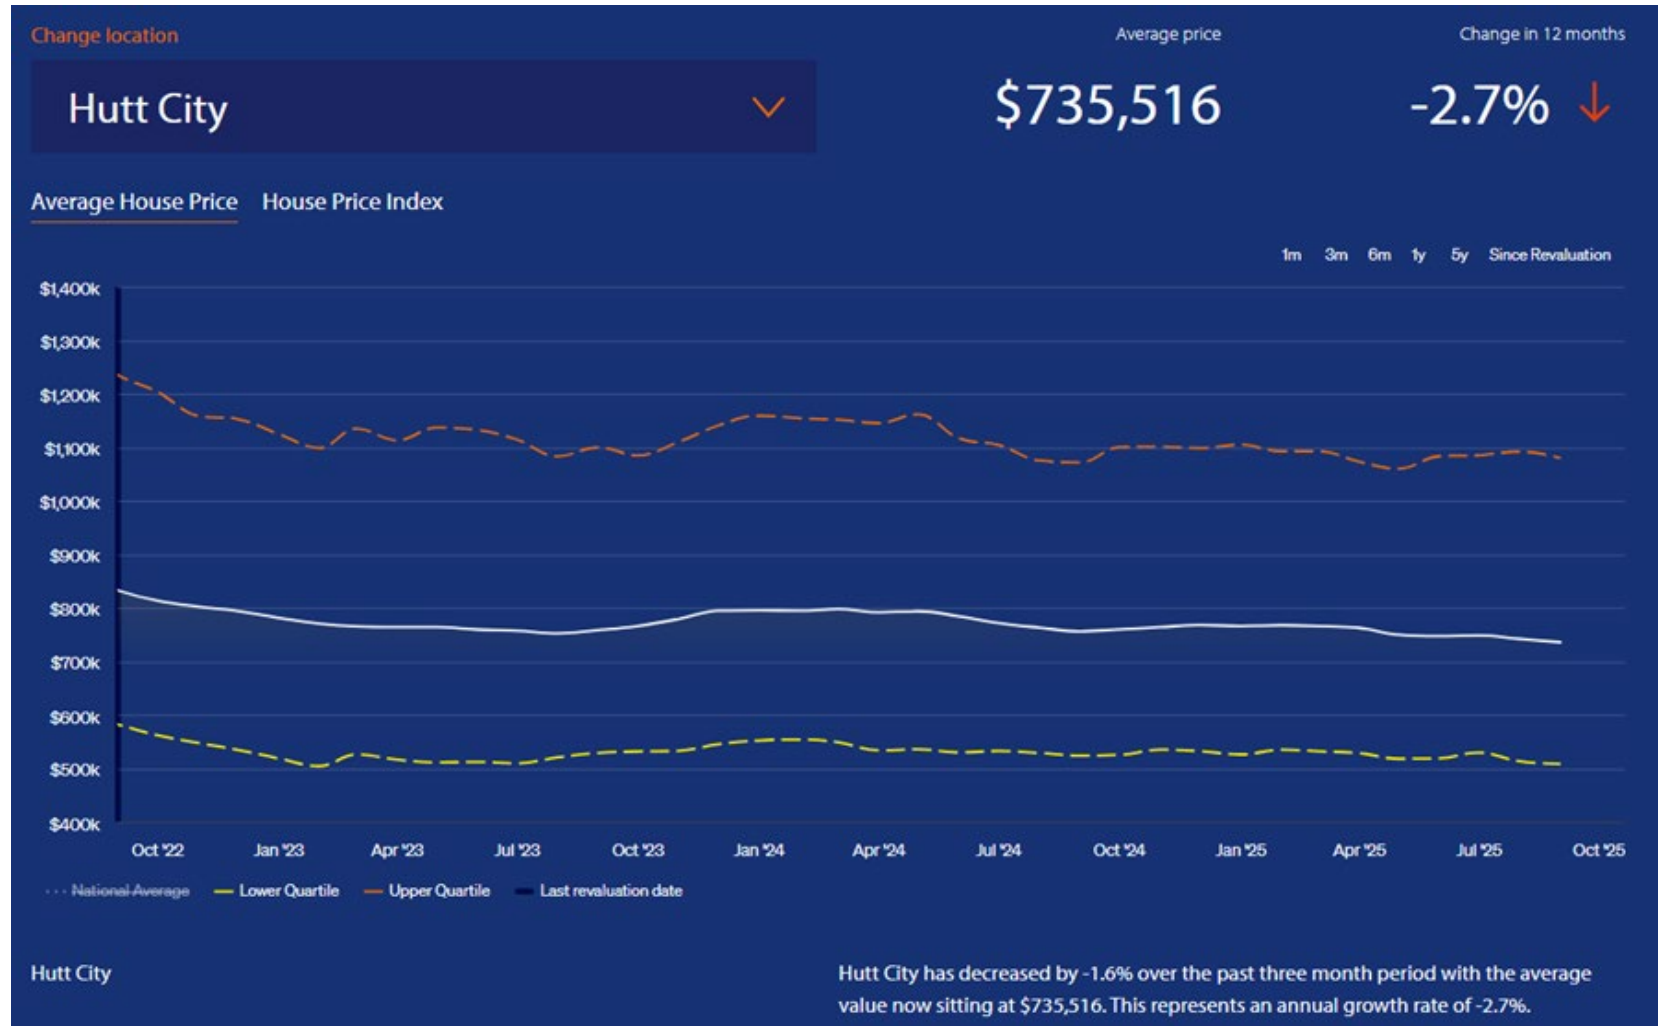 Change location
Average price
Change in 12 months
Hutt City
$735,516
-2.7%
Average House Price
House Price Index
1m 3m 6m 1y 5y Since Revaluation
$1,400k
$1,300k
$1,200k
$1,100k
$1,000k
$900k
$800k
$700k
$600k
$500k
$400k
Oct '22 Jan '23 Apr '23 Jul '23 Oct '23 Jan '24 Apr '24 Jul '24 Oct '24 Jan '25 Apr '25 Jul '25 Oct '25
National Average Lower Quartile Upper Quartile Last revaluation date
Hutt City
Hutt City has decreased by -1.6% over the past three month period with the average
value now sitting at $735,516. This represents an annual growth rate of -2.7%.